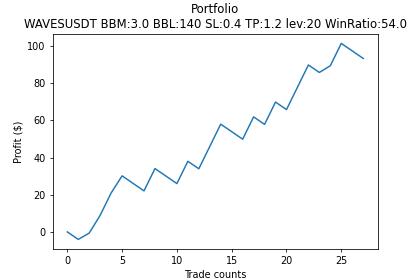 Portfolio
WAVESUSDT BBM:3.0 BBL:140 SL:0.4 TP:1.2 lev:20 WinRatio:54.0
100
80
60
40
20
0
Profit ($)
0 5 10 15 20 25
Trade counts